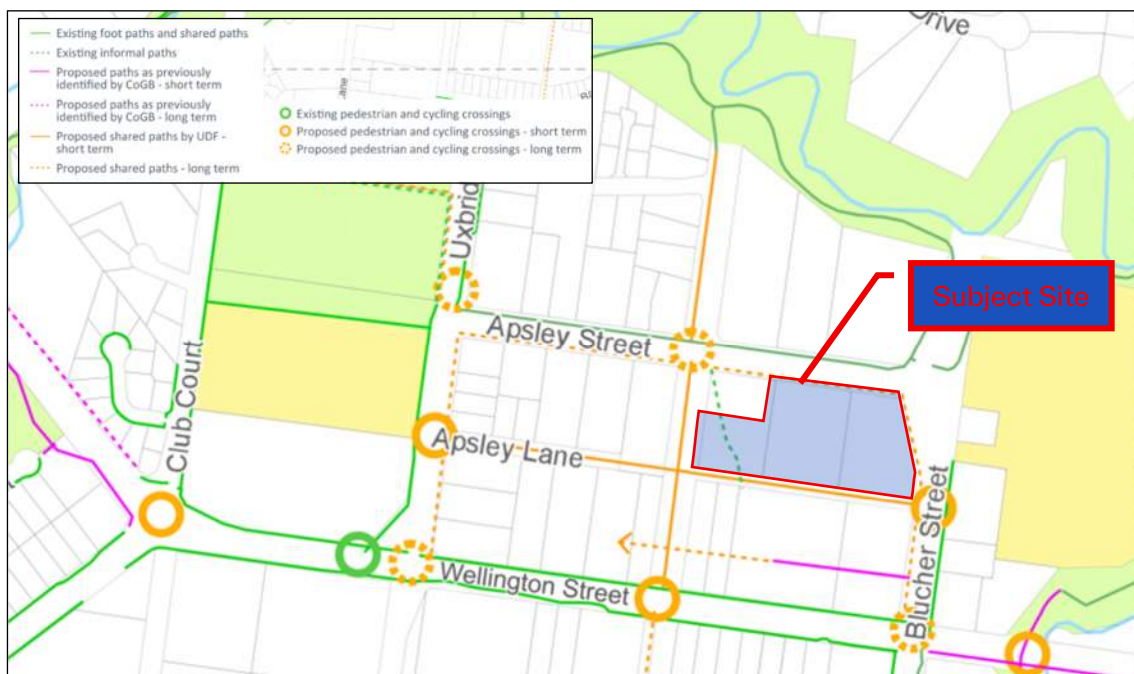 Existing foot paths and shared paths
Existing informal paths
Proposed paths as previously
identified by CoGB - short term
Proposed paths as previously
identified by CoGB - long term
Proposed shared paths by UDF -
short term
Proposed shared paths - long term
Existing pedestrian and cycling crossings
Proposed pedestrian and cycling crossings - short term
Proposed pedestrian and cycling crossings - long term
Drive
Uxbrid
Subject Site
Apsley Street
Club Court
Apsley Lane
Blucher Street
Wellington Street